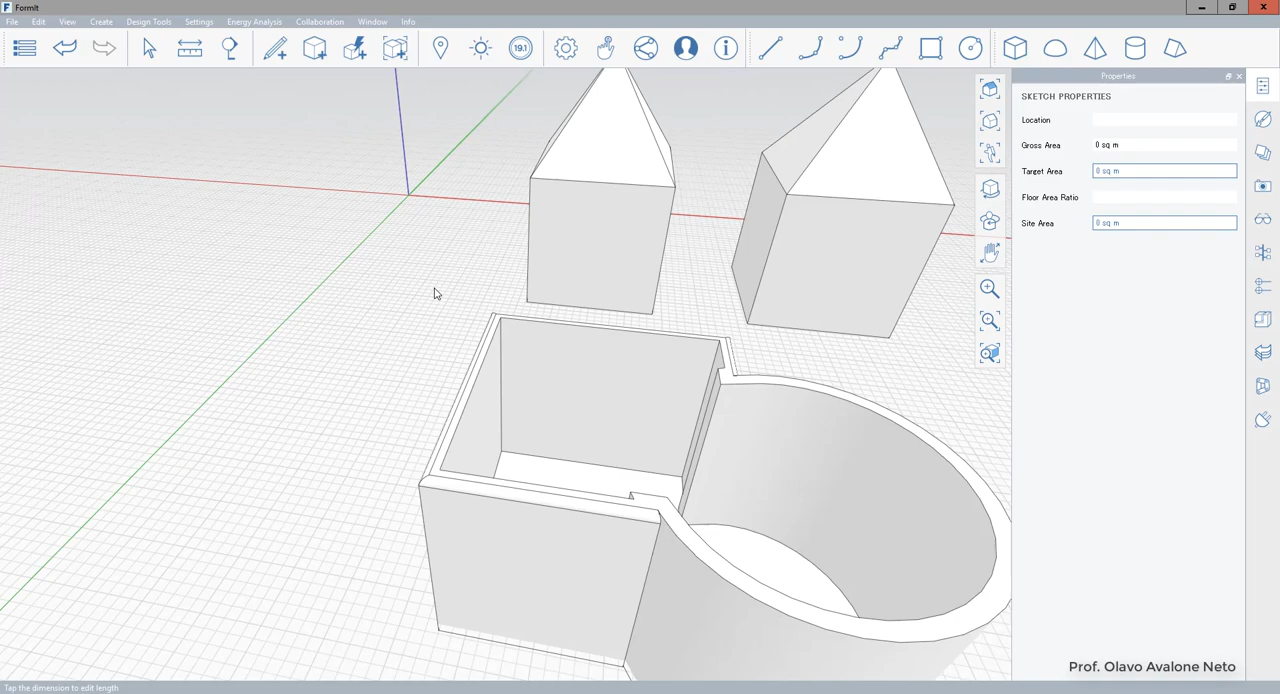 F FormIt
File Edit View Create Design Tools Settings Energy Analysis Collaboration Window Info
19.1
Properties
SKETCH PROPERTIES
Location
Gross Area 0 sq m
Target Area 0 sq m
Floor Area Ratio
Site Area 0 sq m
Prof. Olavo Avalone Neto
Tap the dimension to edit length